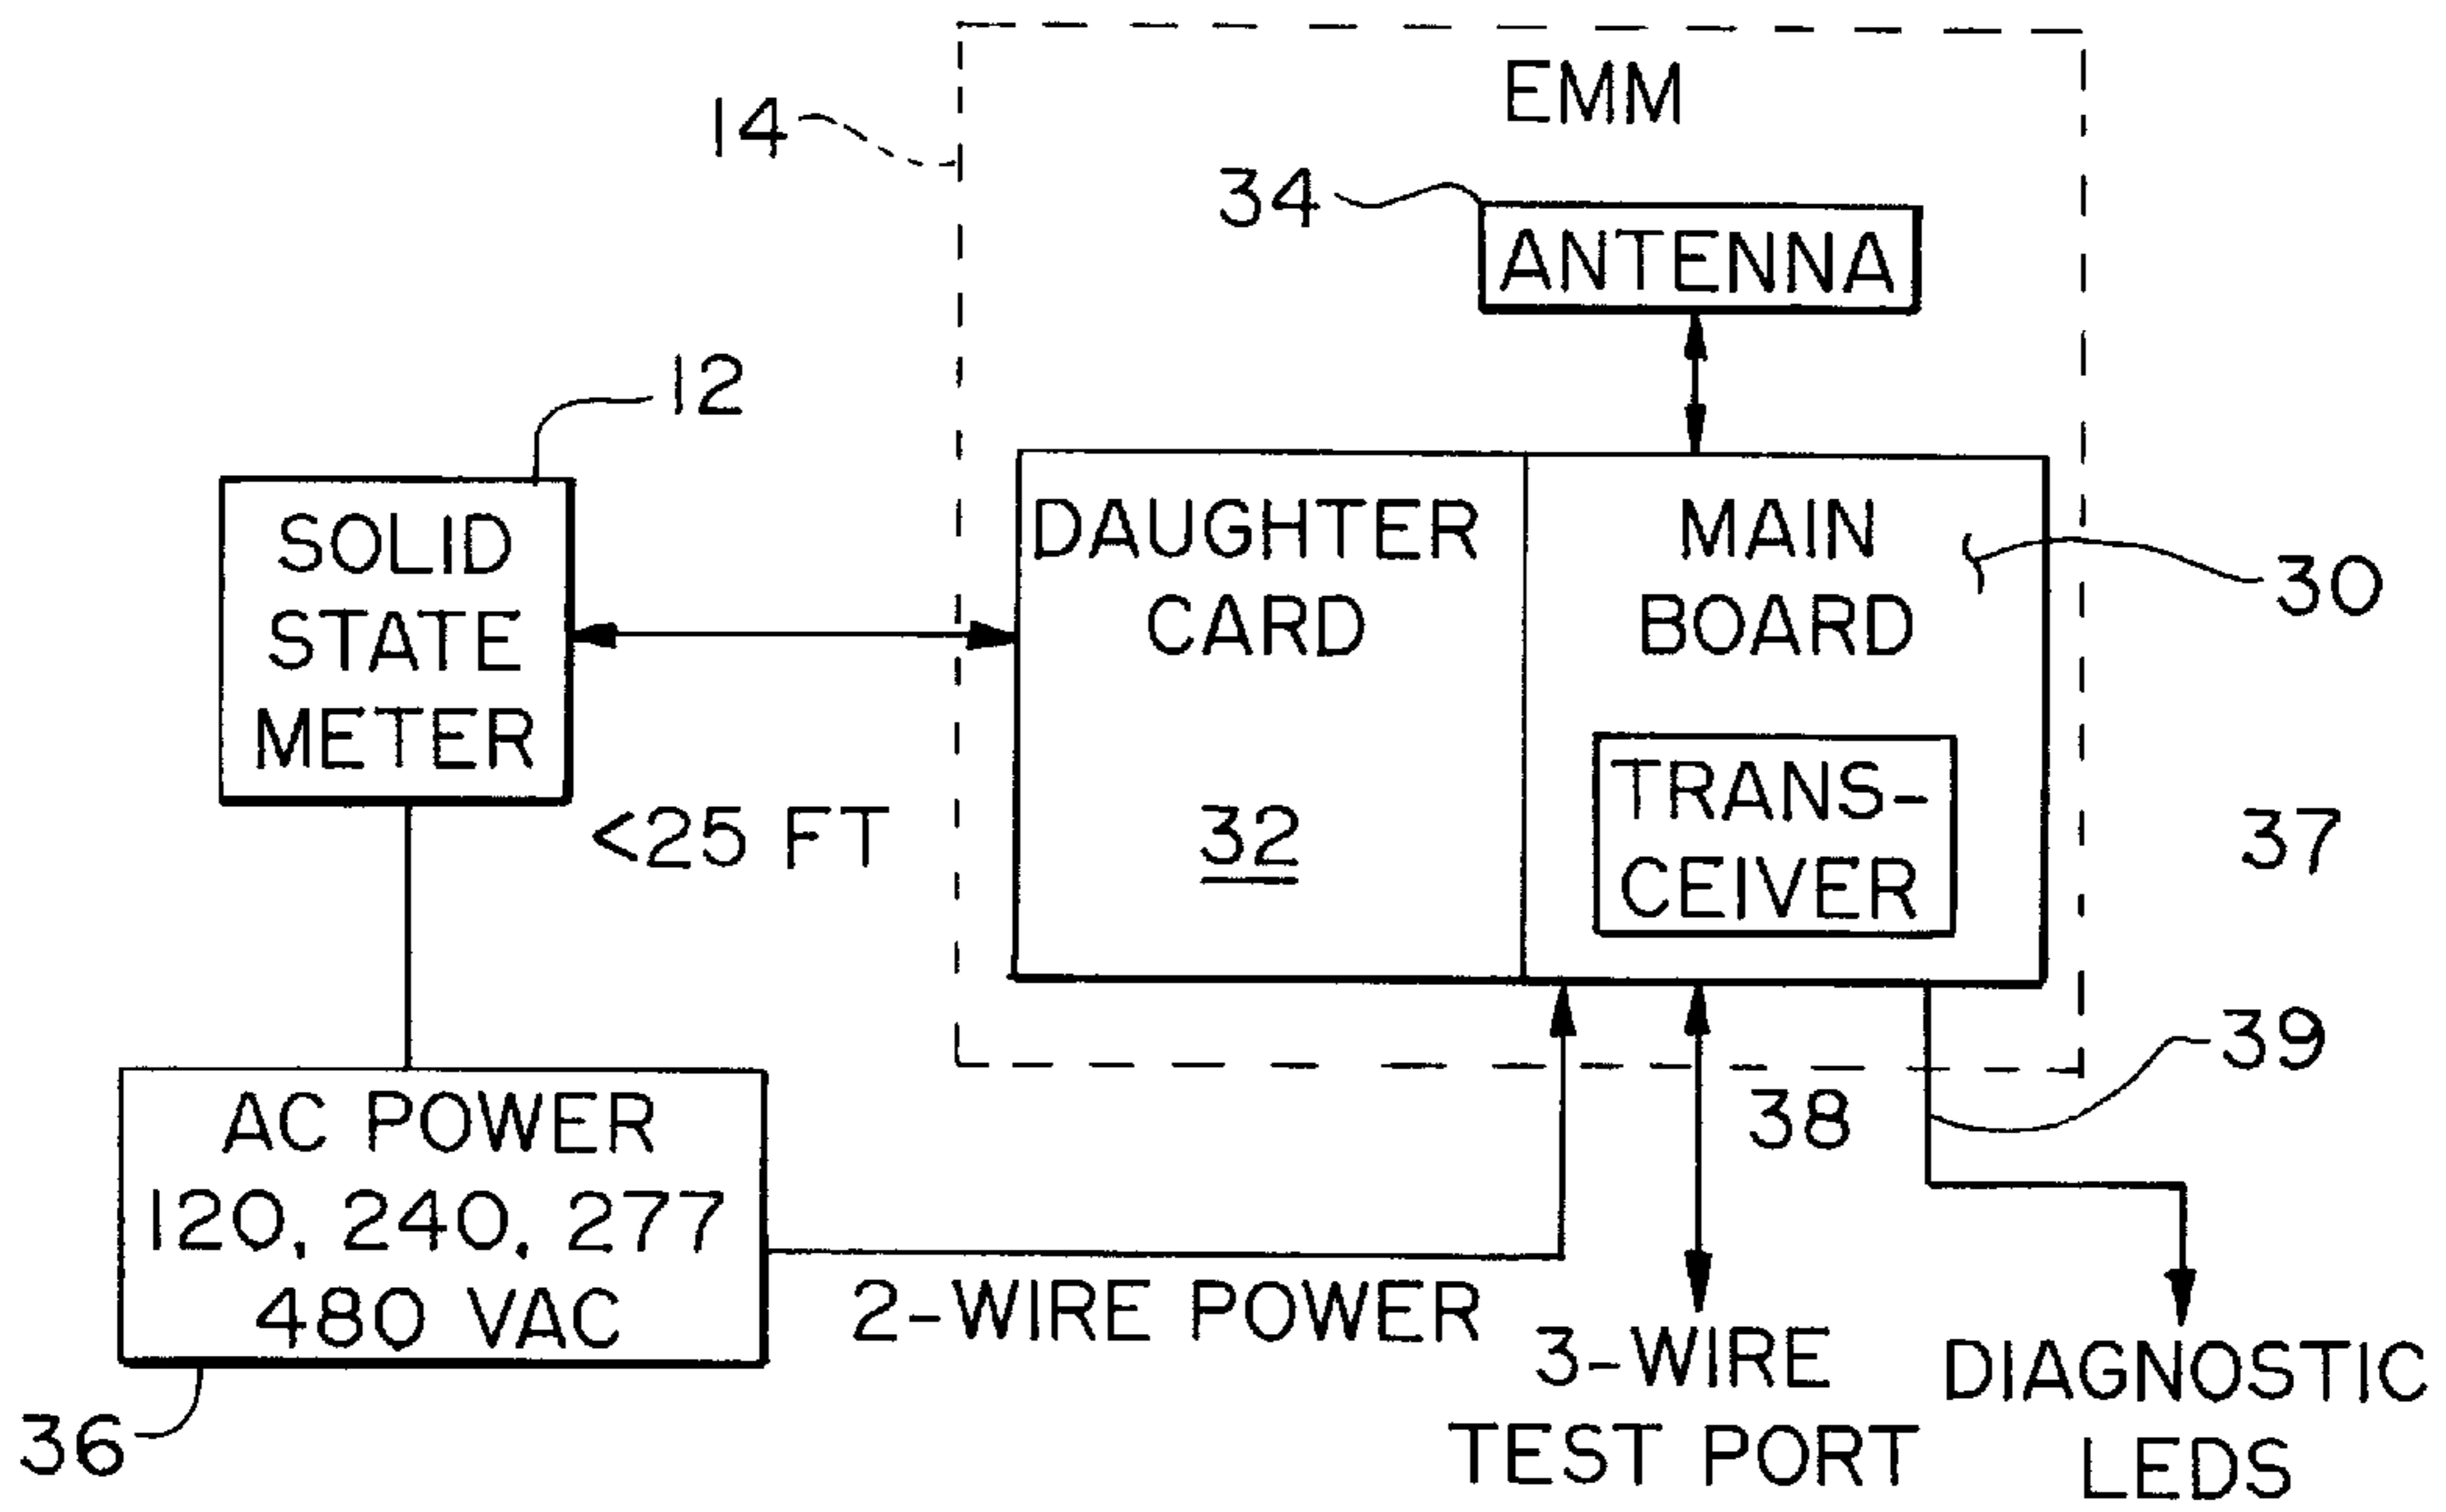 EMM
14
34
ANTENNA
12
SOLID
STATE
METER
DAUGHTER
CARD
32
MAIN
BOARD
30
TRANS-
CEIVER
37
<25 FT
39
38
AC POWER
120, 240, 277
480 VAC
36
2-WIRE POWER
3-WIRE
TEST PORT
DIAGNOSTIC
LEDS